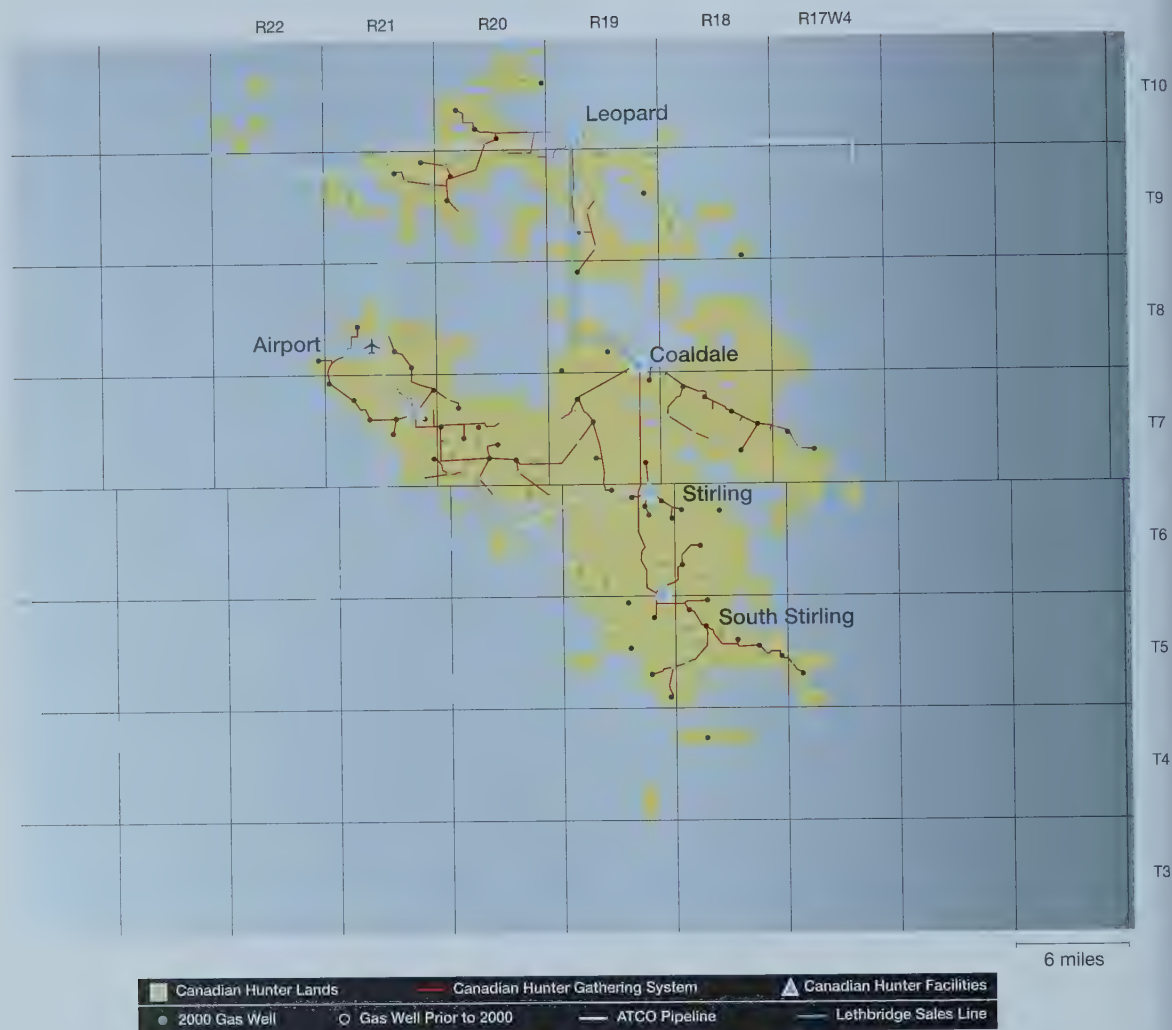 R22 R21 R20 R19 R18 R17W4
T10
Leopard
T9
T8
Airport
Coaldale
T7
Stirling
T6
South Stirling
T5
T4
T3
6 miles
Canadian Hunter Lands Canadian Hunter Gathering System Canadian Hunter Facilities
2000 Gas Well Gas Well Prior to 2000 ATCO Pipeline Lethbridge Sales Line